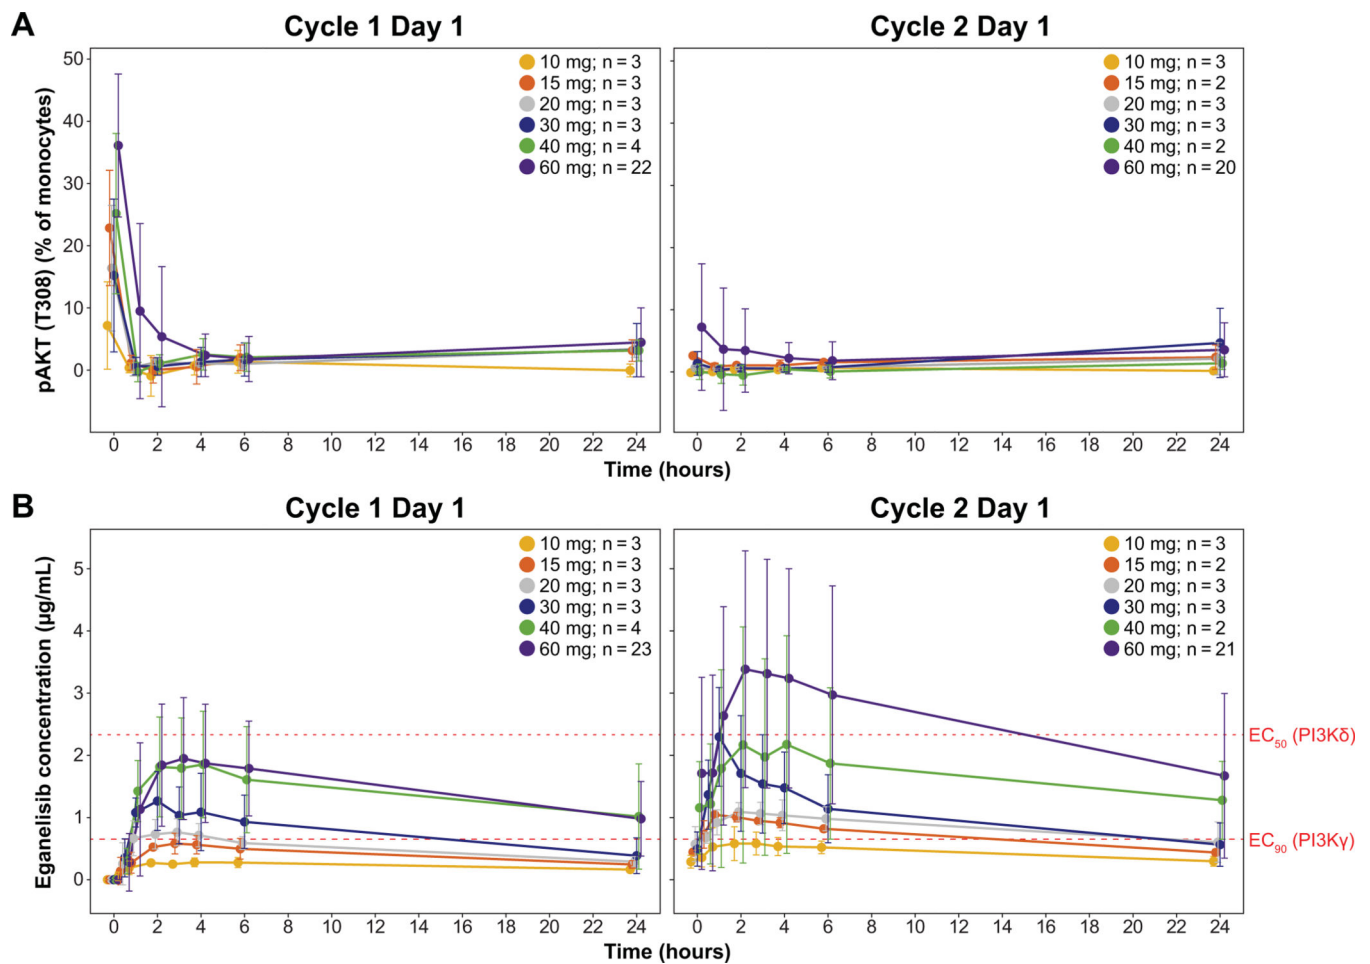 A
Cycle 1 Day 1
Cycle 2 Day 1
pAKT (T308) (% of monocytes)
50
40
30
20
10
0
10 mg; n = 3
15 mg; n = 3
20 mg; n = 3
30 mg; n = 3
40 mg; n = 4
60 mg; n = 22
10 mg; n = 3
15 mg; n = 2
20 mg; n = 3
30 mg; n = 3
40 mg; n = 2
60 mg; n = 20
0 2 4 6 8 10 12 14 16 18 20 22 24
0 2 4 6 8 10 12 14 16 18 20 22 24
Time (hours)
B
Cycle 1 Day 1
Cycle 2 Day 1
Eganelisib concentration (µg/mL)
5
4
3
2
1
0
10 mg; n = 3
15 mg; n = 3
20 mg; n = 3
30 mg; n = 3
40 mg; n = 4
60 mg; n = 23
10 mg; n = 3
15 mg; n = 2
20 mg; n = 3
30 mg; n = 3
40 mg; n = 2
60 mg; n = 21
EC50 (PI3Kδ)
EC90 (PI3Kγ)
0 2 4 6 8 10 12 14 16 18 20 22 24
0 2 4 6 8 10 12 14 16 18 20 22 24
Time (hours)